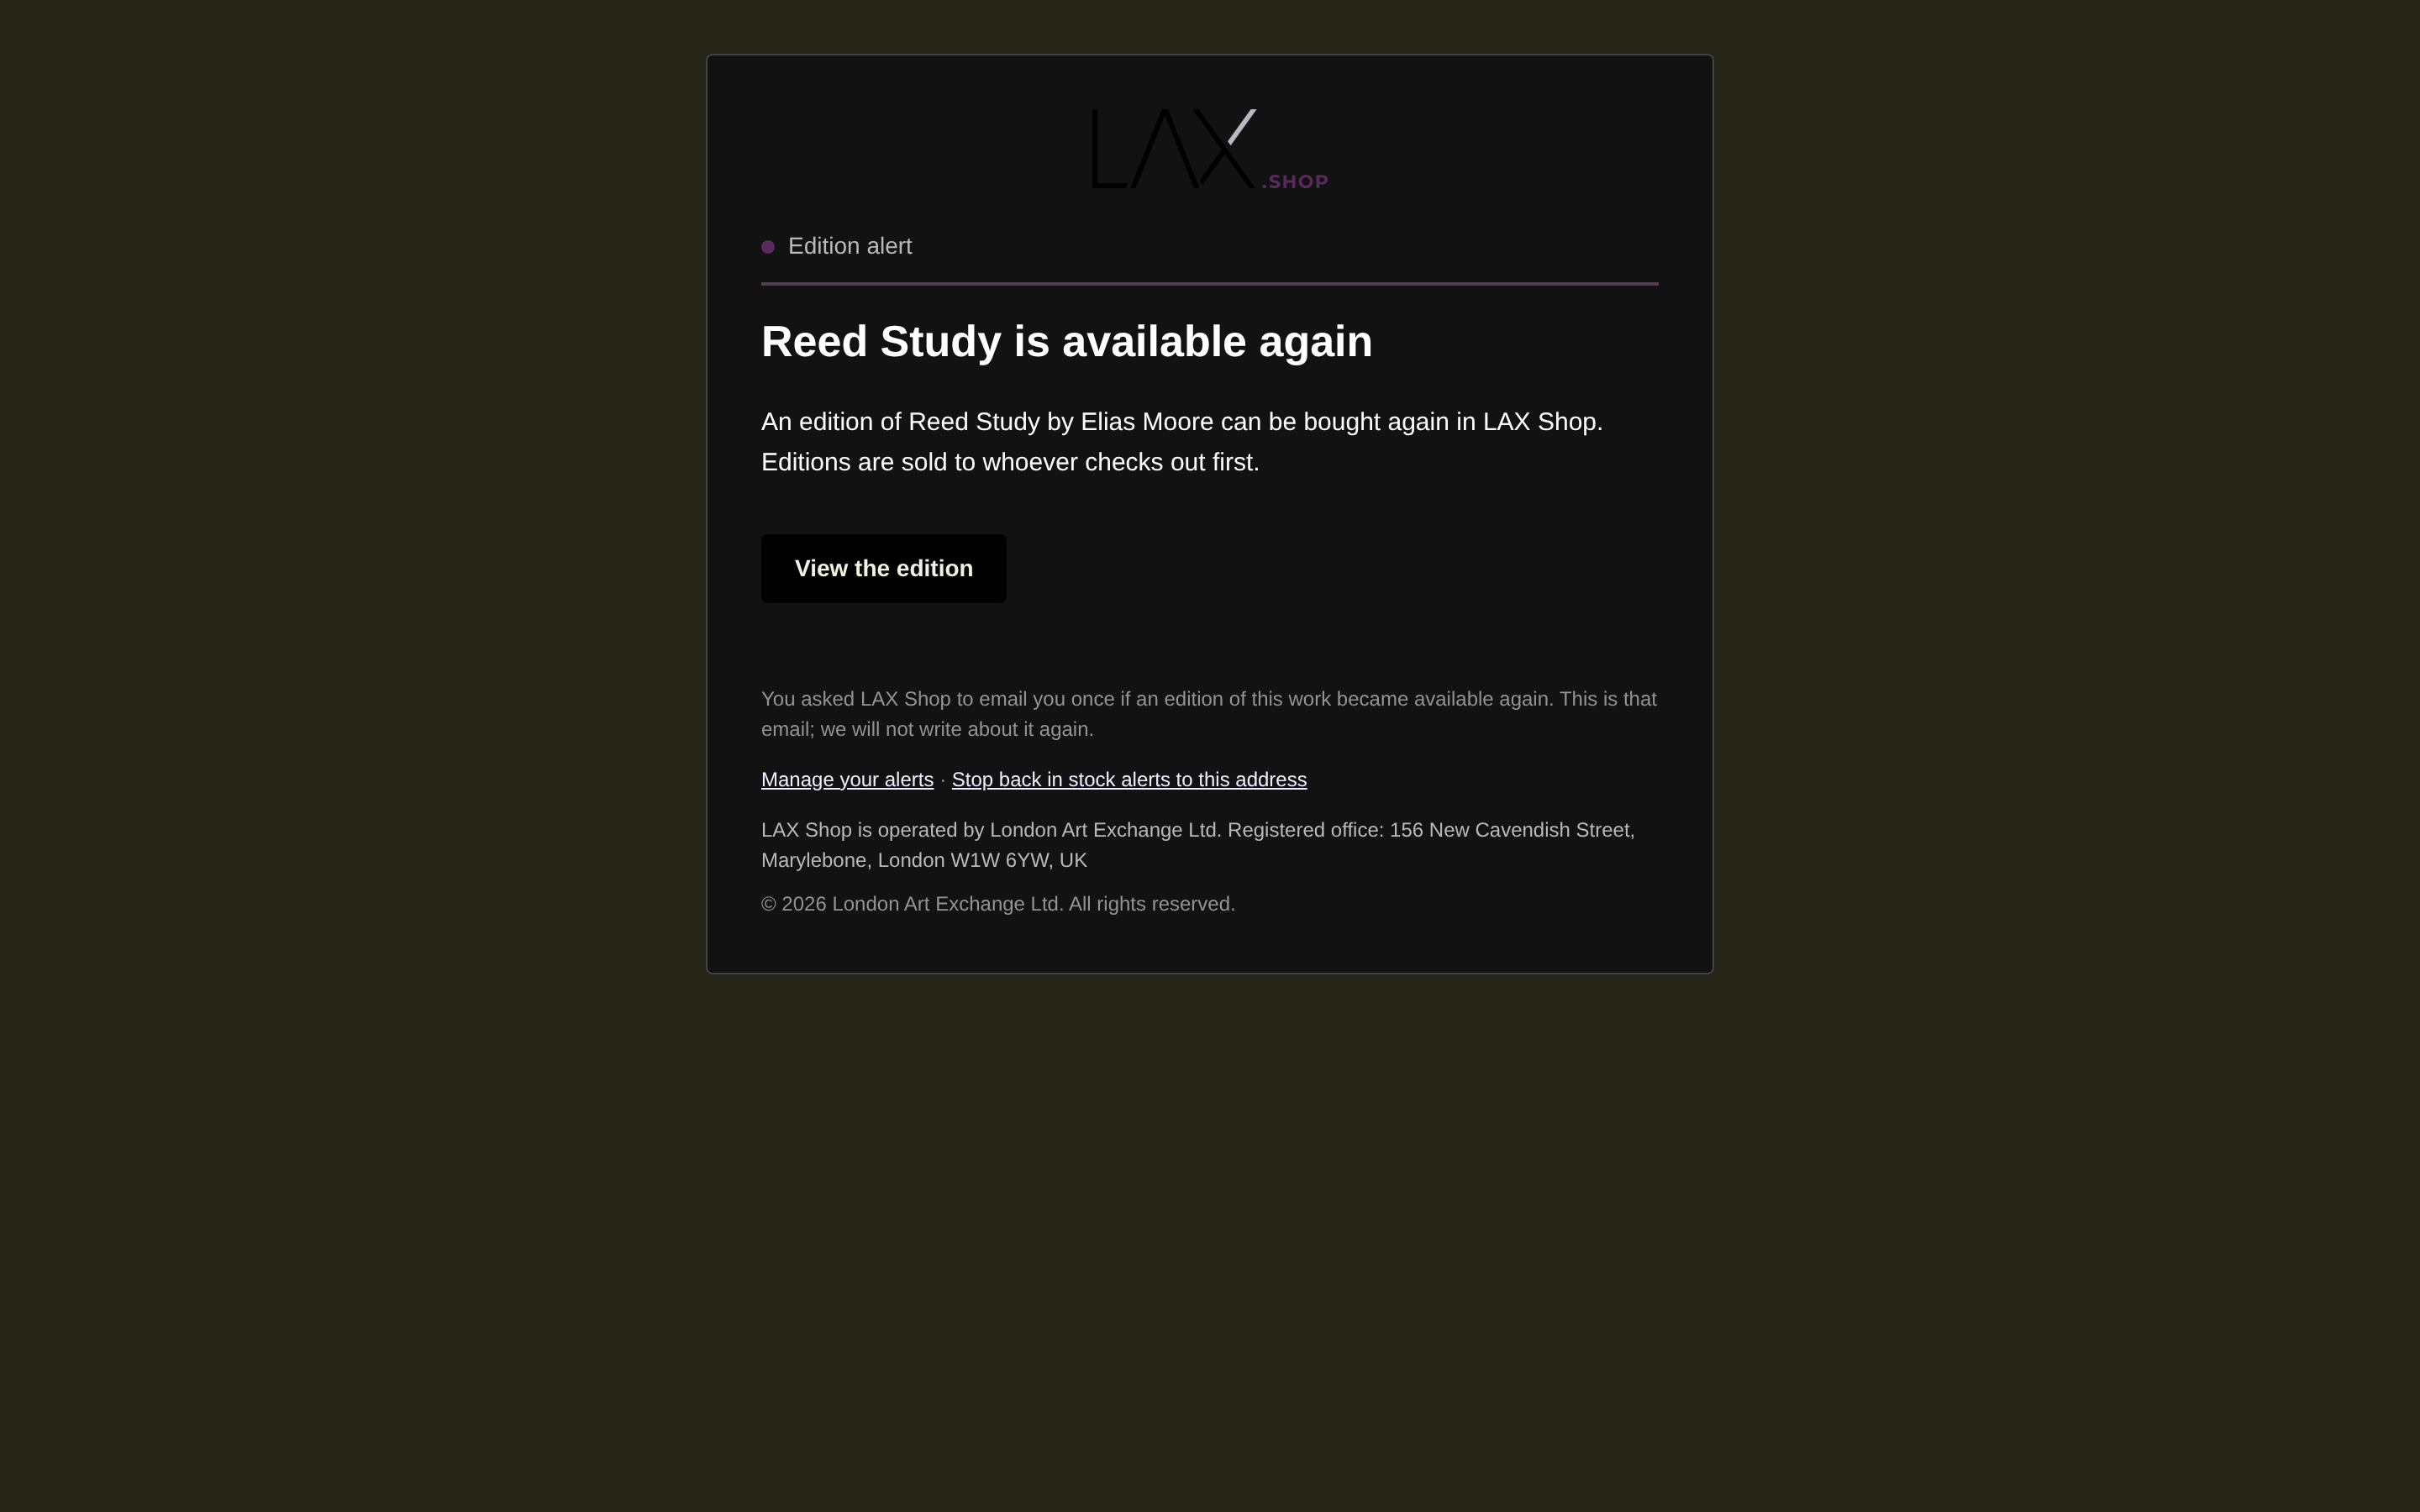 LAX.SHOP
Edition alert
Reed Study is available again
An edition of Reed Study by Elias Moore can be bought again in LAX Shop.
Editions are sold to whoever checks out first.
View the edition
You asked LAX Shop to email you once if an edition of this work became available again. This is that
email; we will not write about it again.
Manage your alerts · Stop back in stock alerts to this address
LAX Shop is operated by London Art Exchange Ltd. Registered office: 156 New Cavendish Street,
Marylebone, London W1W 6YW, UK
© 2026 London Art Exchange Ltd. All rights reserved.